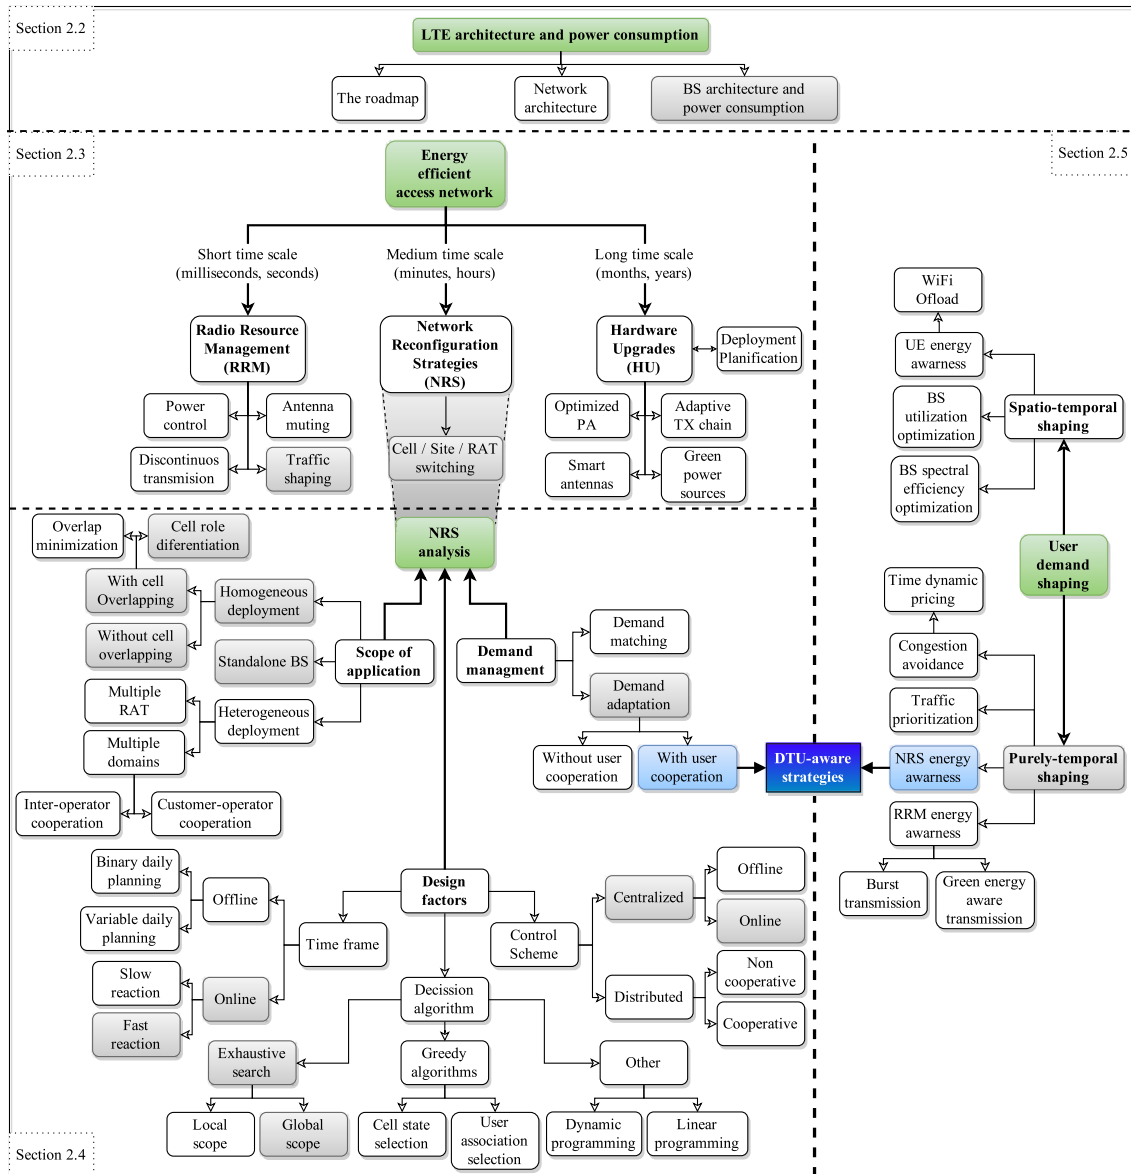 Section 2.2
LTE architecture and power consumption
The roadmap
Network
architecture
BS architecture and
power consumption
Section 2.3
Energy
efficient
access network
Section 2.5
Short time scale
(milliseconds, seconds)
Medium time scale
(minutes, hours)
Long time scale
(months, years)
Radio Resource
Management
(RRM)
Network
Reconfiguration
Strategies
(NRS)
Hardware
Upgrades
(HU)
Deployment
Planification
Power
control
Antenna
muting
Discontinuos
transmision
Traffic
shaping
Cell / Site / RAT
switching
Optimized
PA
Adaptive
TX chain
Smart
antennas
Green
power
sources
WiFi
Ofload
UE energy
awarness
BS
utilization
optimization
BS spectral
efficiency
optimization
Spatio-temporal
shaping
User
demand
shaping
Time dynamic
pricing
Congestion
avoidance
Traffic
prioritization
NRS energy
awarness
Purely-temporal
shaping
RRM energy
awarness
Burst
transmission
Green energy
aware
transmission
NRS
analysis
Overlap
minimization
Cell role
diferentiation
With cell
Overlapping
Without cell
overlapping
Homogeneous
deployment
Standalone BS
Scope of
application
Multiple
RAT
Multiple
domains
Heterogeneous
deployment
Inter-operator
cooperation
Customer-operator
cooperation
Demand
managment
Demand
matching
Demand
adaptation
Without user
cooperation
With user
cooperation
DTU-aware
strategies
Design
factors
Binary daily
planning
Variable daily
planning
Offline
Time frame
Slow
reaction
Fast
reaction
Online
Control
Scheme
Centralized
Offline
Online
Distributed
Non
cooperative
Cooperative
Decission
algorithm
Exhaustive
search
Greedy
algorithms
Other
Local
scope
Global
scope
Cell state
selection
User
association
selection
Dynamic
programming
Linear
programming
Section 2.4